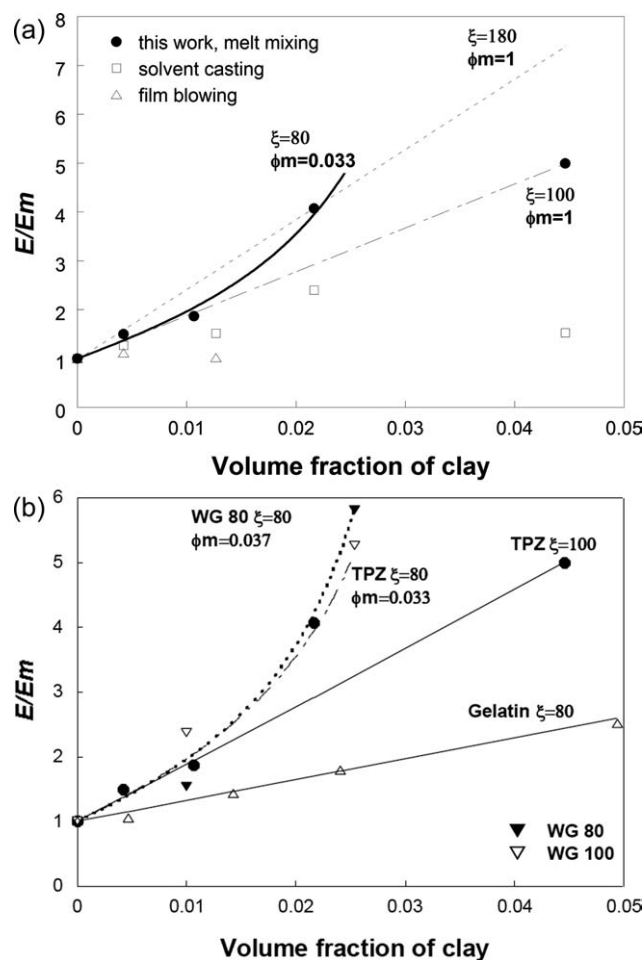 (a)
8
7
6
5
4
3
2
1
0
E/Em
this work, melt mixing
solvent casting
film blowing
ξ=180
ϕm=1
ξ=80
ϕm=0.033
ξ=100
ϕm=1
0 0.01 0.02 0.03 0.04 0.05
Volume fraction of clay
(b)
6
5
4
3
2
1
0
E/Em
WG 80 ξ=80
ϕm=0.037
TPZ ξ=100
TPZ ξ=80
ϕm=0.033
Gelatin ξ=80
WG 80
WG 100
0 0.01 0.02 0.03 0.04 0.05
Volume fraction of clay